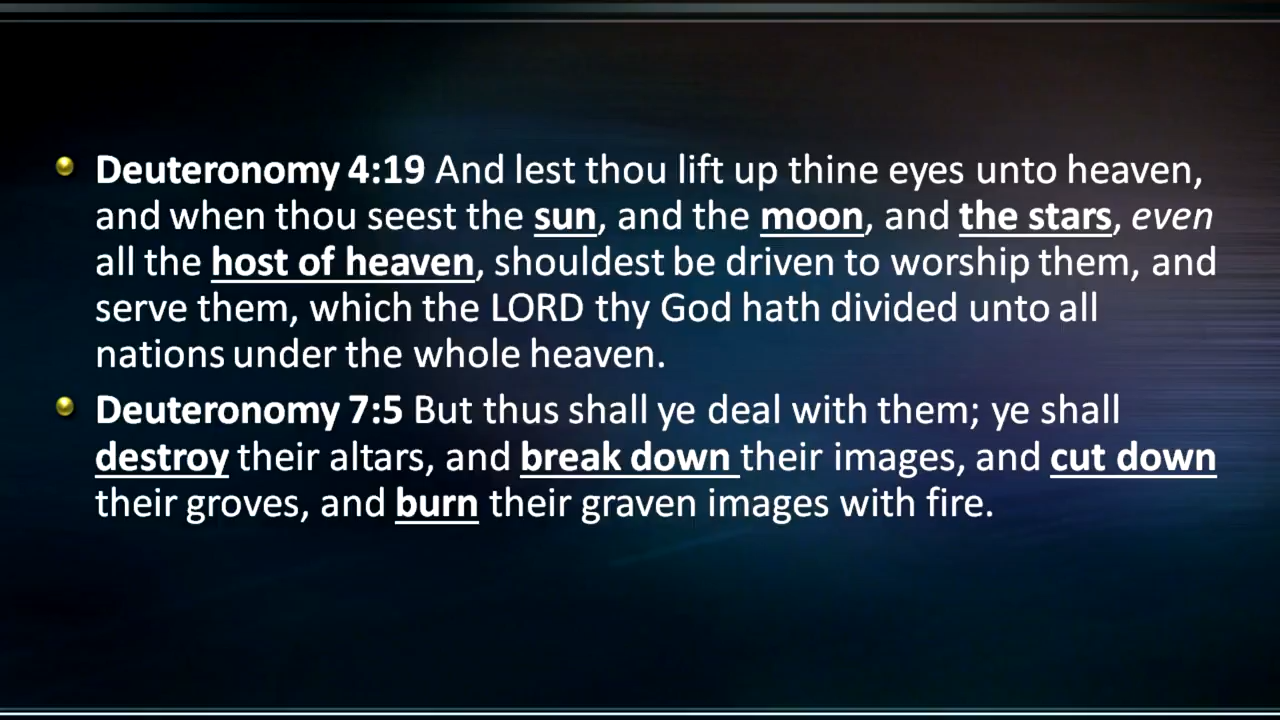 Deuteronomy 4:19 And lest thou lift up thine eyes unto heaven,
and when thou seest the sun, and the moon, and the stars, even
all the host of heaven, shouldest be driven to worship them, and
serve them, which the LORD thy God hath divided unto all
nations under the whole heaven.
Deuteronomy 7:5 But thus shall ye deal with them; ye shall
destroy their altars, and break down their images, and cut down
their groves, and burn their graven images with fire.